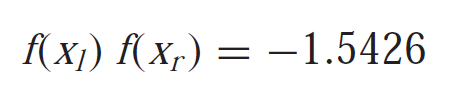 f(x_l) f(x_r) = −1.5426